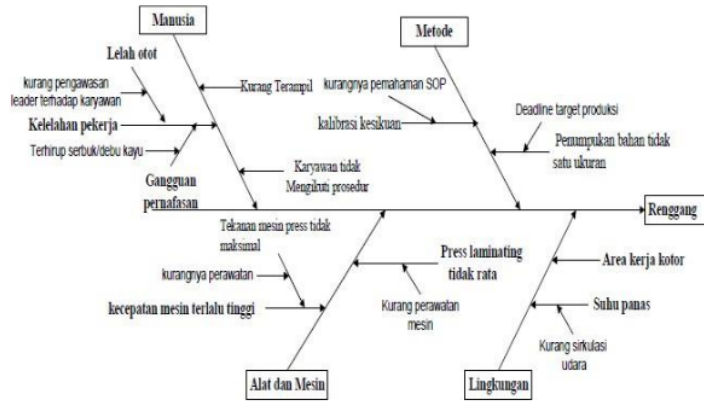 Manusia
Metode
Lelah otot
kurang pengawasan
leader terhadap karyawan
Kurang Terampil
kurangnya pemahaman SOP
Deadline target produksi
Kelelahan pekerja
kalibrasi kesikuan
Terhirup serbuk/debu kayu
Penumpukan bahan tidak
satu ukuran
Gangguan
pernafasan
Karyawan tidak
Mengikuti prosedur
Renggang
Tekanan mesin press tidak
maksimal
Press laminating
tidak rata
Area kerja kotor
kurangnya perawatan
kecepatan mesin terlalu tinggi
Kurang perawatan
mesin
Suhu panas
Kurang sirkulasi
udara
Alat dan Mesin
Lingkungan